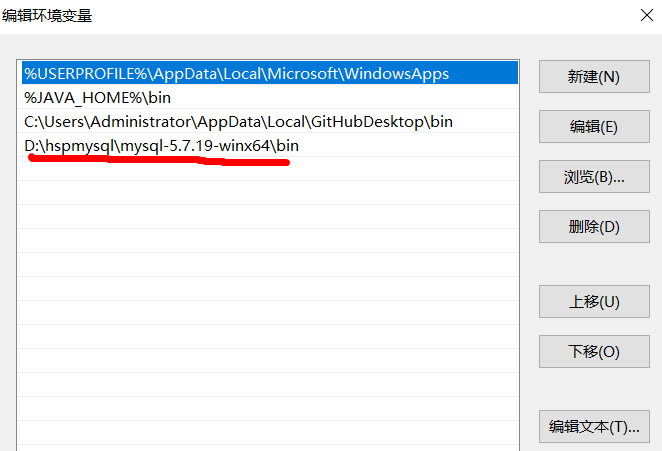 编辑环境变量
%USERPROFILE%\AppData\Local\Microsoft\WindowsApps
%JAVA_HOME%\bin
C:\Users\Administrator\AppData\Local\GitHubDesktop\bin
D:\hspmysql\mysql-5.7.19-winx64\bin
新建(N)
编辑(E)
浏览(B)...
删除(D)
上移(U)
下移(O)
编辑文本(T)...